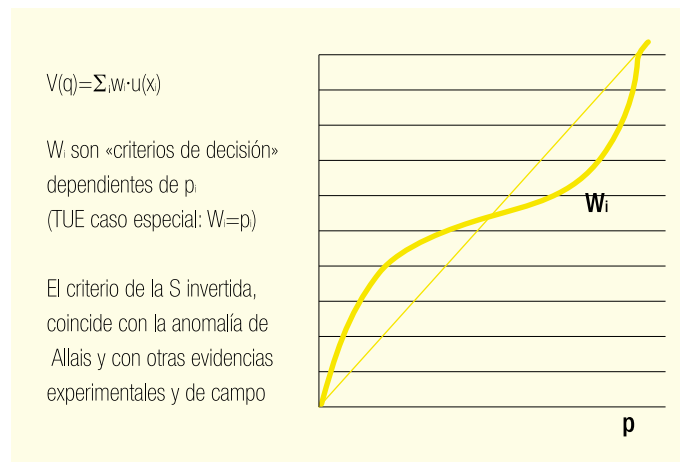 V(q)=Σᵢwᵢ·u(xᵢ)
Wᵢ son «criterios de decisión»
dependientes de pᵢ
(TUE caso especial: Wᵢ=pᵢ)
El criterio de la S invertida,
coincide con la anomalía de
Allais y con otras evidencias
experimentales y de campo
Wᵢ
p